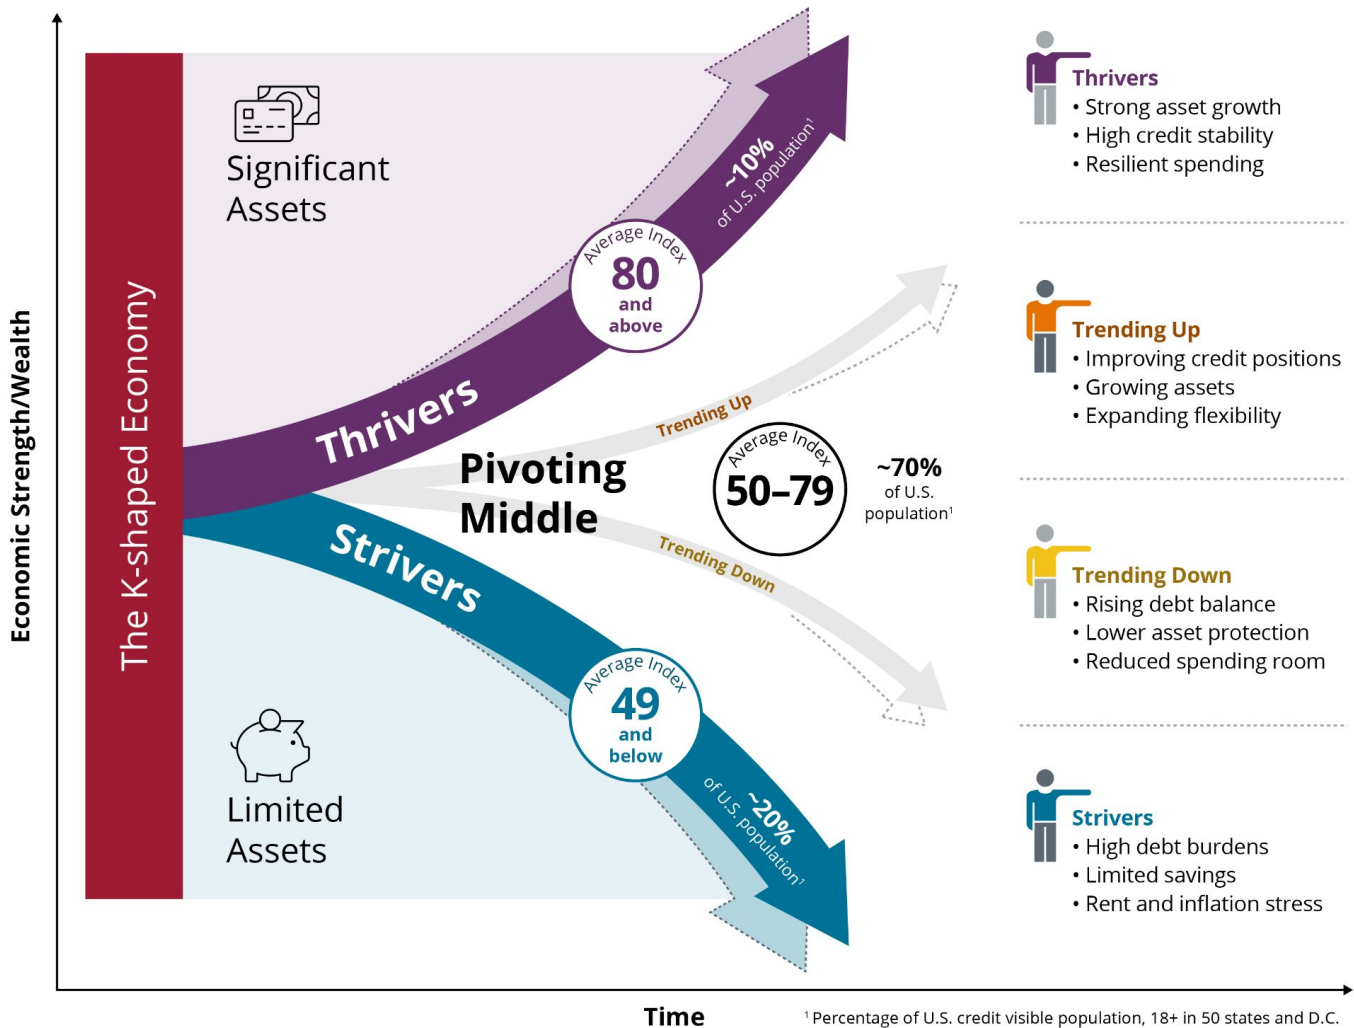 Economic Strength/Wealth
The K-shaped Economy
Significant
Assets
Thrivers
Average Index
80
and
above
~10%
of U.S. population¹
Pivoting
Middle
Trending Up
Average Index
50–79
~70%
of U.S.
population¹
Trending Down
Strivers
Average Index
49
and
below
~20%
of U.S. population¹
Limited
Assets
Thrivers
• Strong asset growth
• High credit stability
• Resilient spending
Trending Up
• Improving credit positions
• Growing assets
• Expanding flexibility
Trending Down
• Rising debt balance
• Lower asset protection
• Reduced spending room
Strivers
• High debt burdens
• Limited savings
• Rent and inflation stress
Time
¹ Percentage of U.S. credit visible population, 18+ in 50 states and D.C.